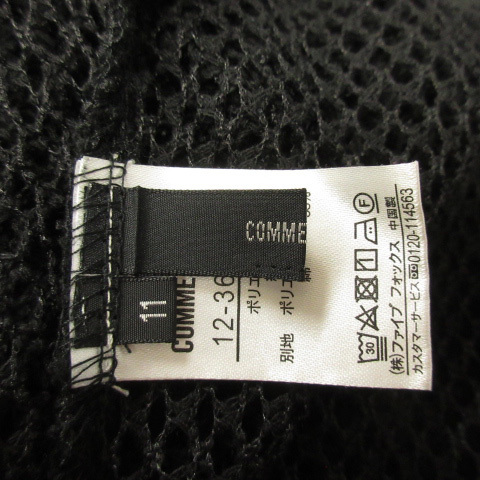 COMME
11
COMME
12-36
ポリエ
別地 ポリエ
綿
30
(株)ファイブ フォックス 中国製
カスタマーサービス 0120-114563